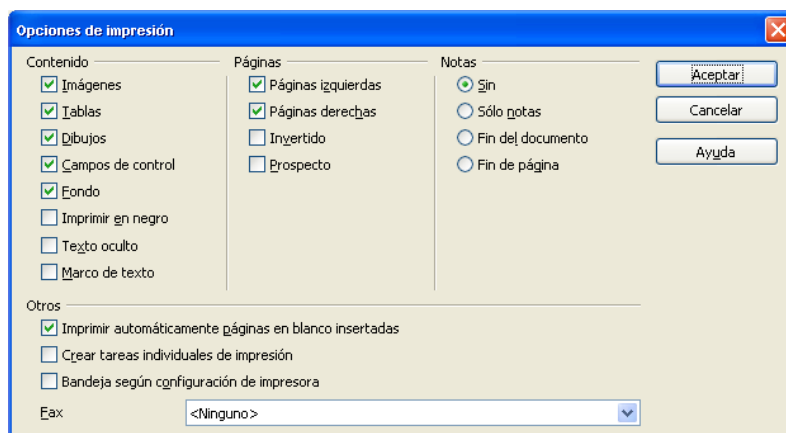 Opciones de impresión
Contenido
Imágenes
Tablas
Dibujos
Campos de control
Fondo
Imprimir en negro
Texto oculto
Marco de texto
Páginas
Páginas izquierdas
Páginas derechas
Invertido
Prospecto
Notas
Sin
Sólo notas
Fin del documento
Fin de página
Aceptar
Cancelar
Ayuda
Otros
Imprimir automáticamente páginas en blanco insertadas
Crear tareas individuales de impresión
Bandeja según configuración de impresora
Fax
<Ninguno>